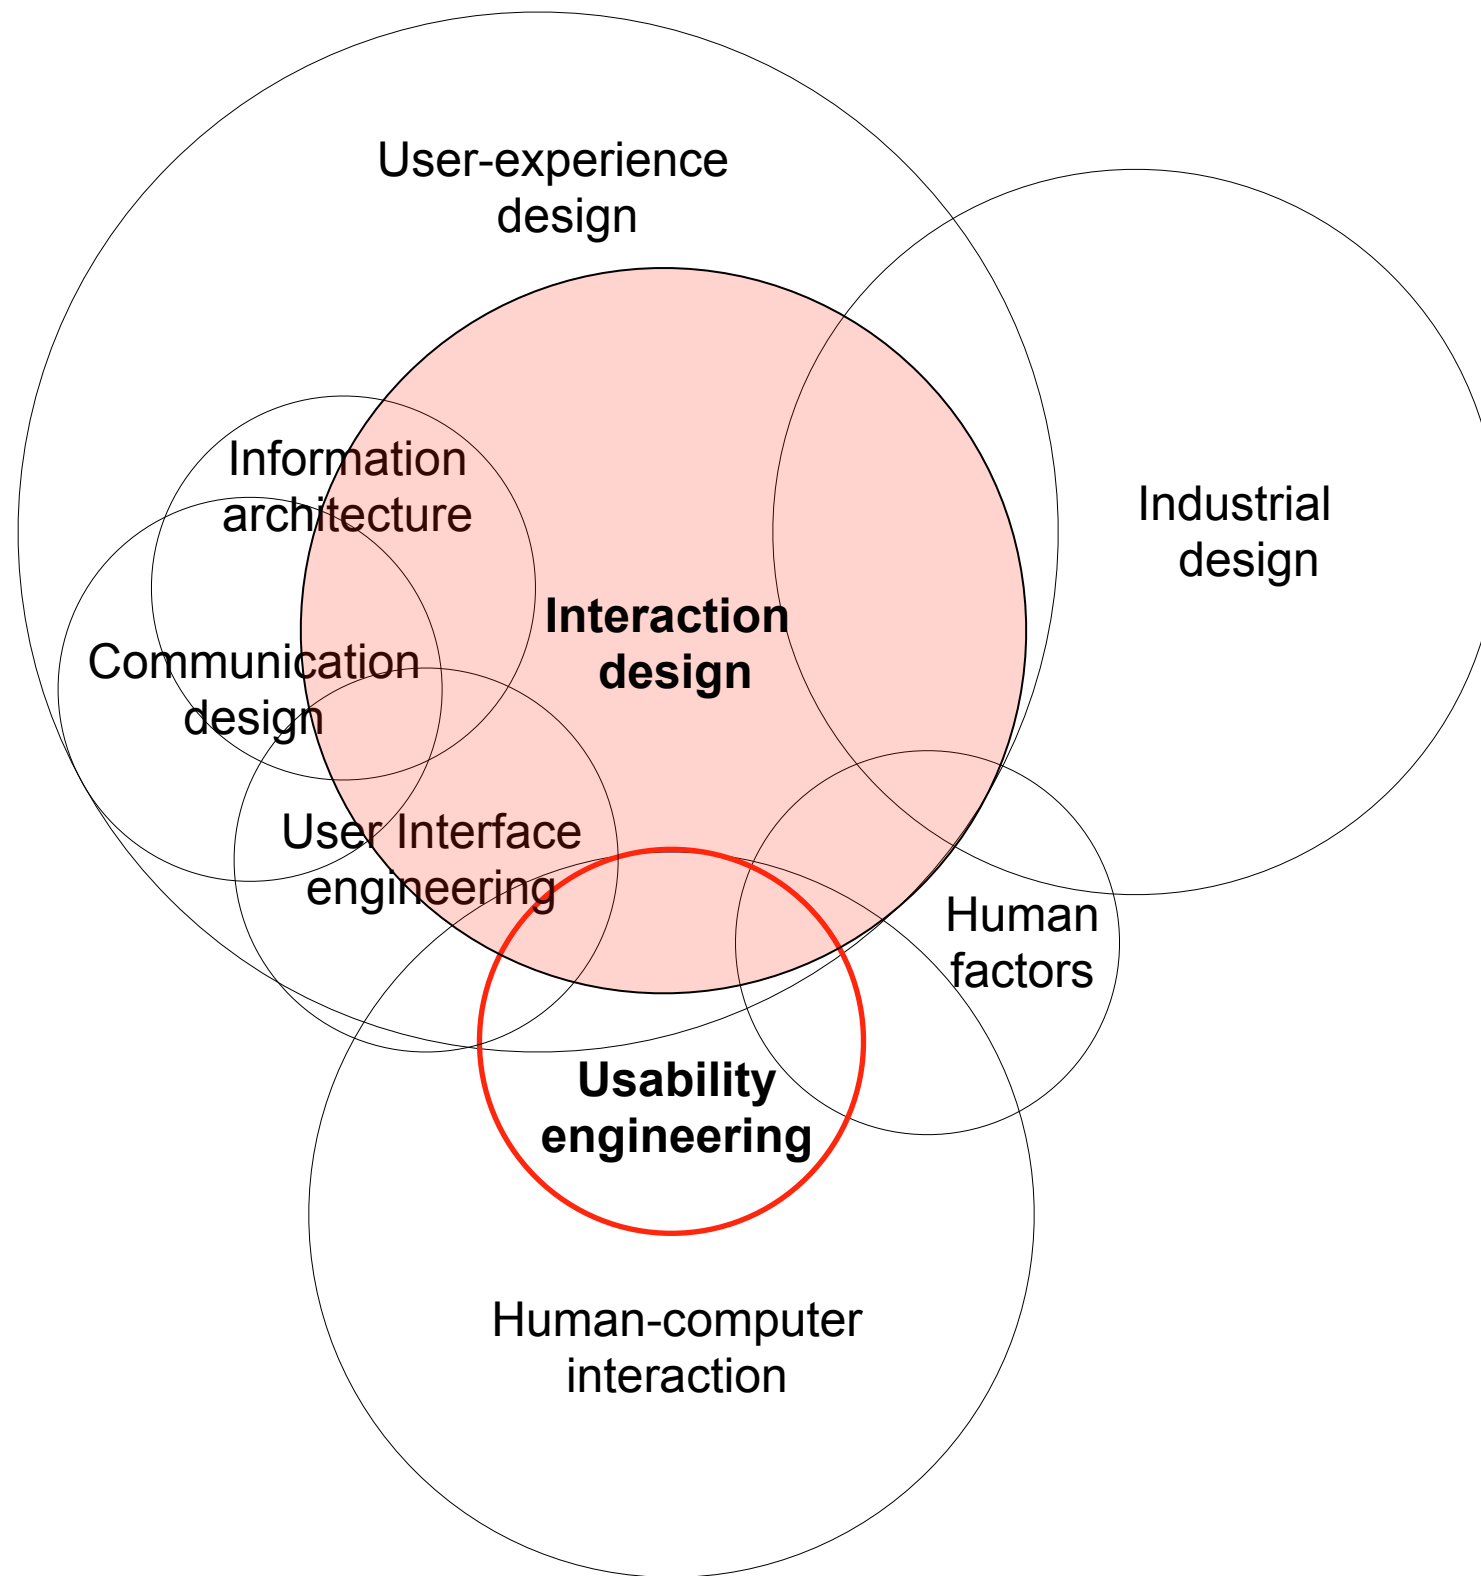 User-experience
design
Information
architecture
Industrial
design
Interaction
design
Communication
design
User Interface
engineering
Human
factors
Usability
engineering
Human-computer
interaction